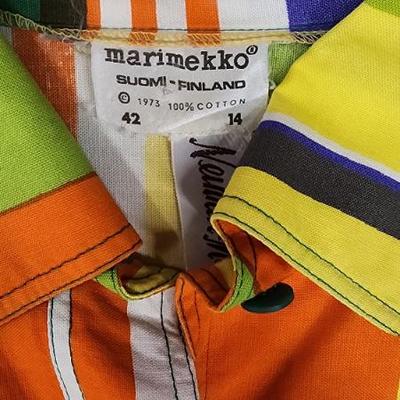 marimekko®
SUOMI - FINLAND
© 1973 100% COTTON
42 14